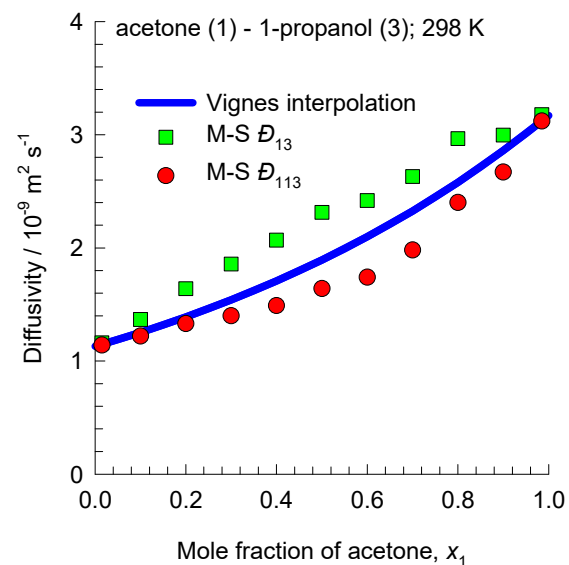 acetone (1) - 1-propanol (3); 298 K
Vignes interpolation
M-S Đ₁₃
M-S Đ₁₁₃
Diffusivity / 10⁻⁹ m² s⁻¹
4
3
2
1
0
0.0 0.2 0.4 0.6 0.8 1.0
Mole fraction of acetone, x₁